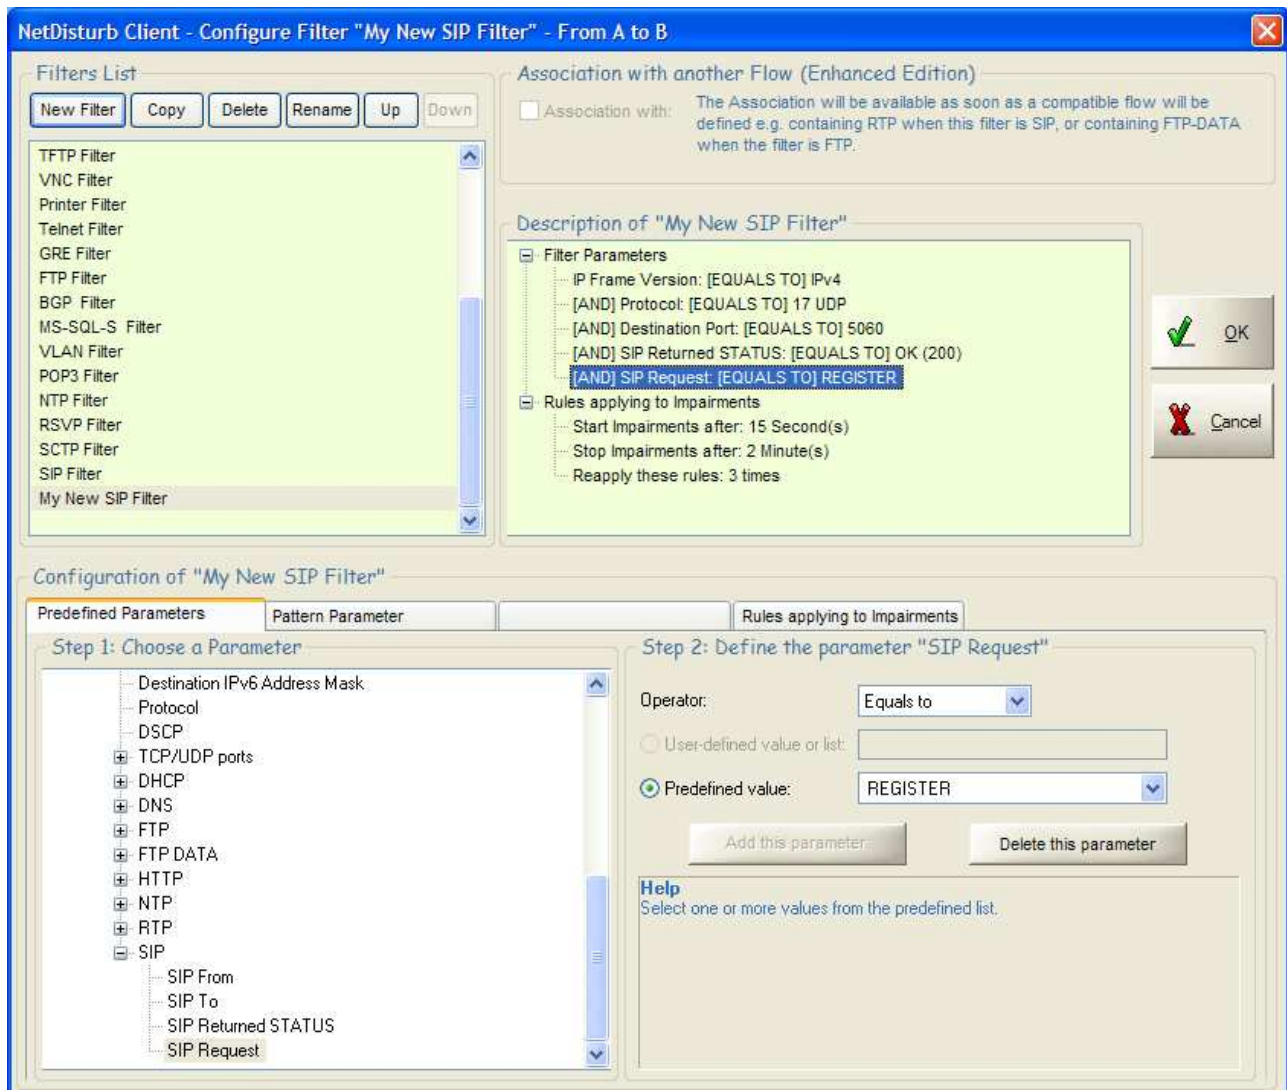 NetDisturb Client - Configure Filter "My New SIP Filter" - From A to B
Filters List
New Filter Copy Delete Rename Up Down
TFTP Filter
VNC Filter
Printer Filter
Telnet Filter
GRE Filter
FTP Filter
BGP Filter
MS-SQL-S Filter
VLAN Filter
POP3 Filter
NTP Filter
RSVP Filter
SCTP Filter
SIP Filter
My New SIP Filter
Association with another Flow (Enhanced Edition)
Association with:
The Association will be available as soon as a compatible flow will be
defined e.g. containing RTP when this filter is SIP, or containing FTP-DATA
when the filter is FTP.
Description of "My New SIP Filter"
Filter Parameters
IP Frame Version: [EQUALS TO] IPv4
[AND] Protocol: [EQUALS TO] 17 UDP
[AND] Destination Port: [EQUALS TO] 5060
[AND] SIP Returned STATUS: [EQUALS TO] OK (200)
[AND] SIP Request: [EQUALS TO] REGISTER
Rules applying to Impairments
Start Impairments after: 15 Second(s)
Stop Impairments after: 2 Minute(s)
Reapply these rules: 3 times
OK
Cancel
Configuration of "My New SIP Filter"
Predefined Parameters Pattern Parameter Rules applying to Impairments
Step 1: Choose a Parameter
Destination IPv6 Address Mask
Protocol
DSCP
TCP/UDP ports
DHCP
DNS
FTP
FTP DATA
HTTP
NTP
RTP
SIP
SIP From
SIP To
SIP Returned STATUS
SIP Request
Step 2: Define the parameter "SIP Request"
Operator: Equals to
User-defined value or list:
Predefined value: REGISTER
Add this parameter Delete this parameter
Help
Select one or more values from the predefined list.